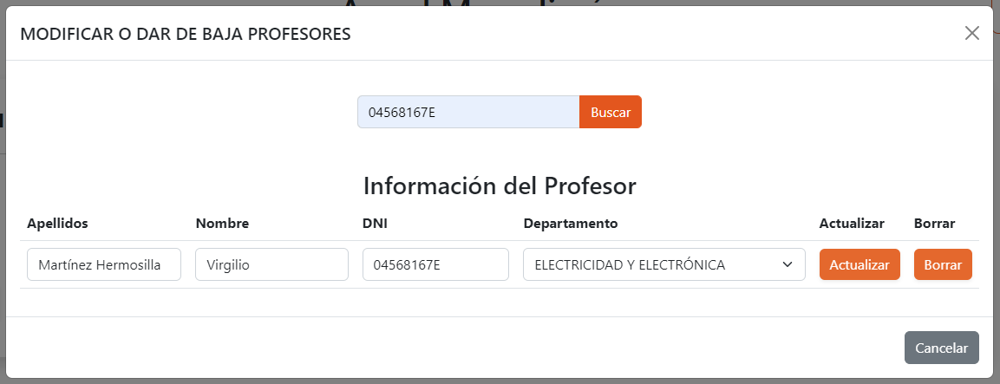 MODIFICAR O DAR DE BAJA PROFESORES
04568167E Buscar
Información del Profesor
Apellidos Nombre DNI Departamento Actualizar Borrar
Martínez Hermosilla Virgilio 04568167E ELECTRICIDAD Y ELECTRÓNICA Actualizar Borrar
Cancelar